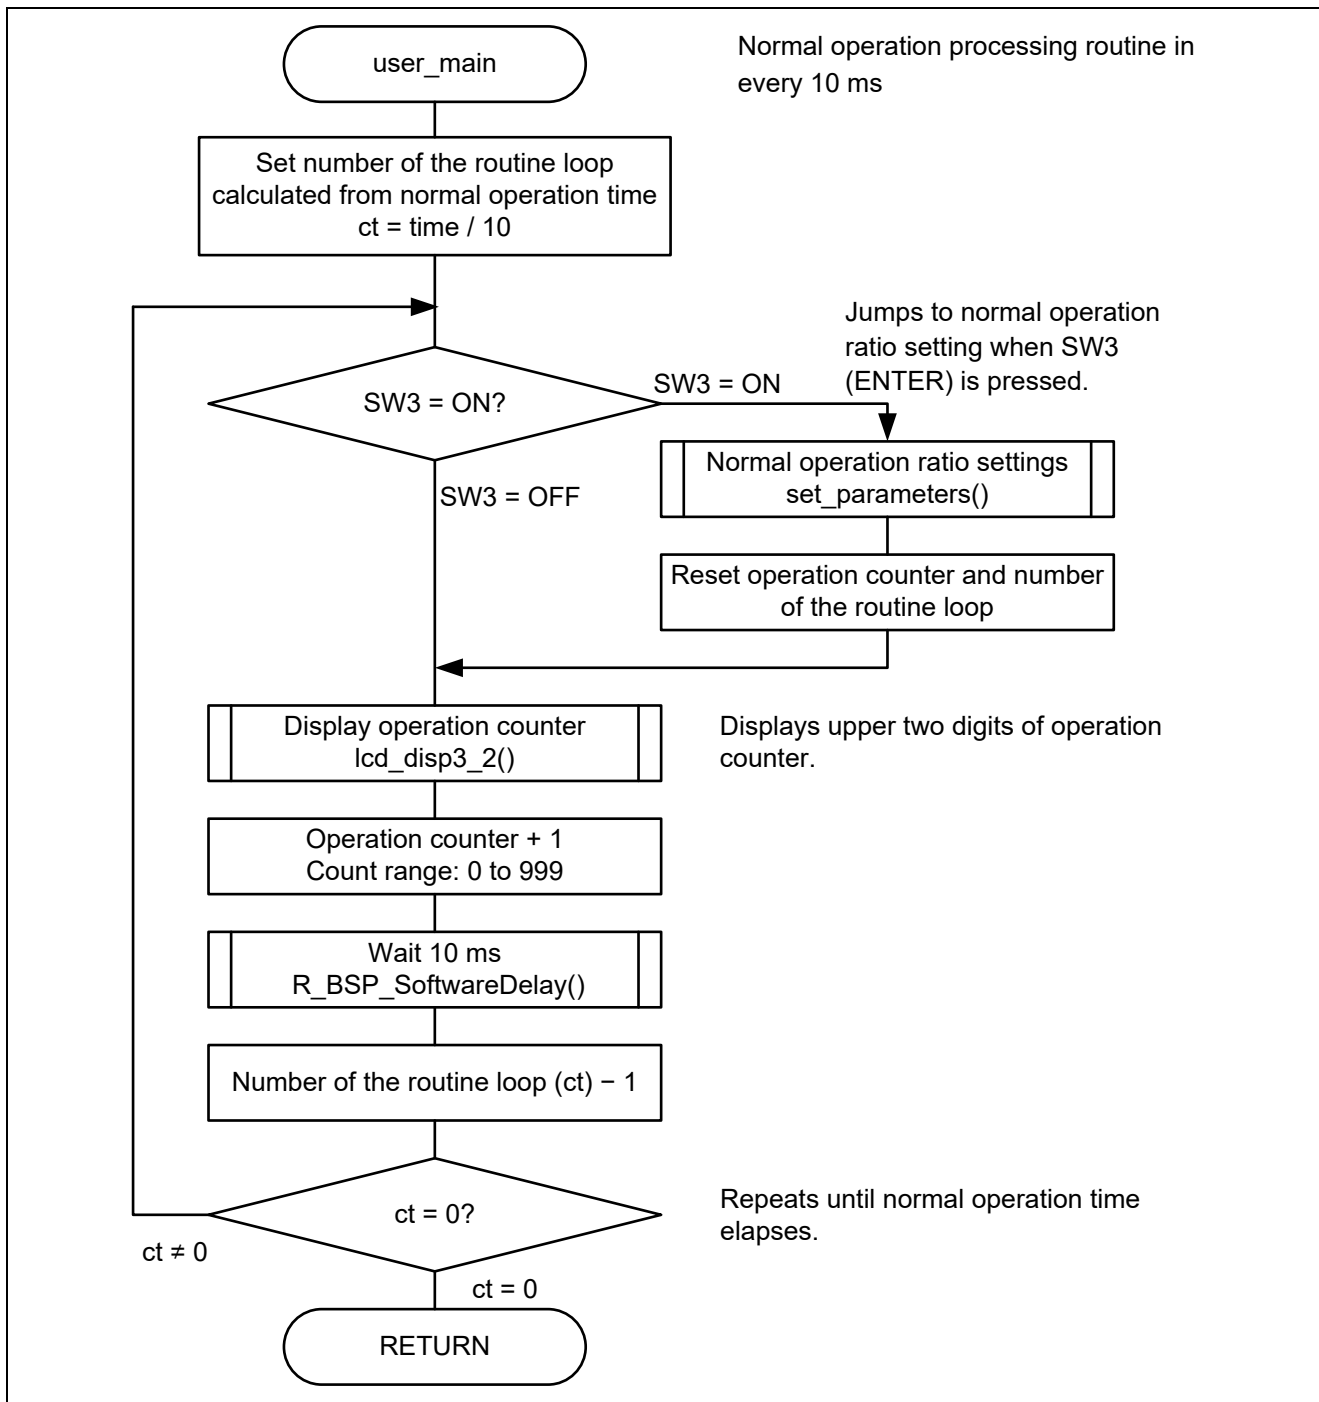 user_main
Normal operation processing routine in
every 10 ms
Set number of the routine loop
calculated from normal operation time
ct = time / 10
Jumps to normal operation
ratio setting when SW3
(ENTER) is pressed.
SW3 = ON
SW3 = ON?
Normal operation ratio settings
set_parameters()
SW3 = OFF
Reset operation counter and number
of the routine loop
Display operation counter
lcd_disp3_2()
Displays upper two digits of operation
counter.
Operation counter + 1
Count range: 0 to 999
Wait 10 ms
R_BSP_SoftwareDelay()
Number of the routine loop (ct) − 1
ct = 0?
Repeats until normal operation time
elapses.
ct ≠ 0
ct = 0
RETURN